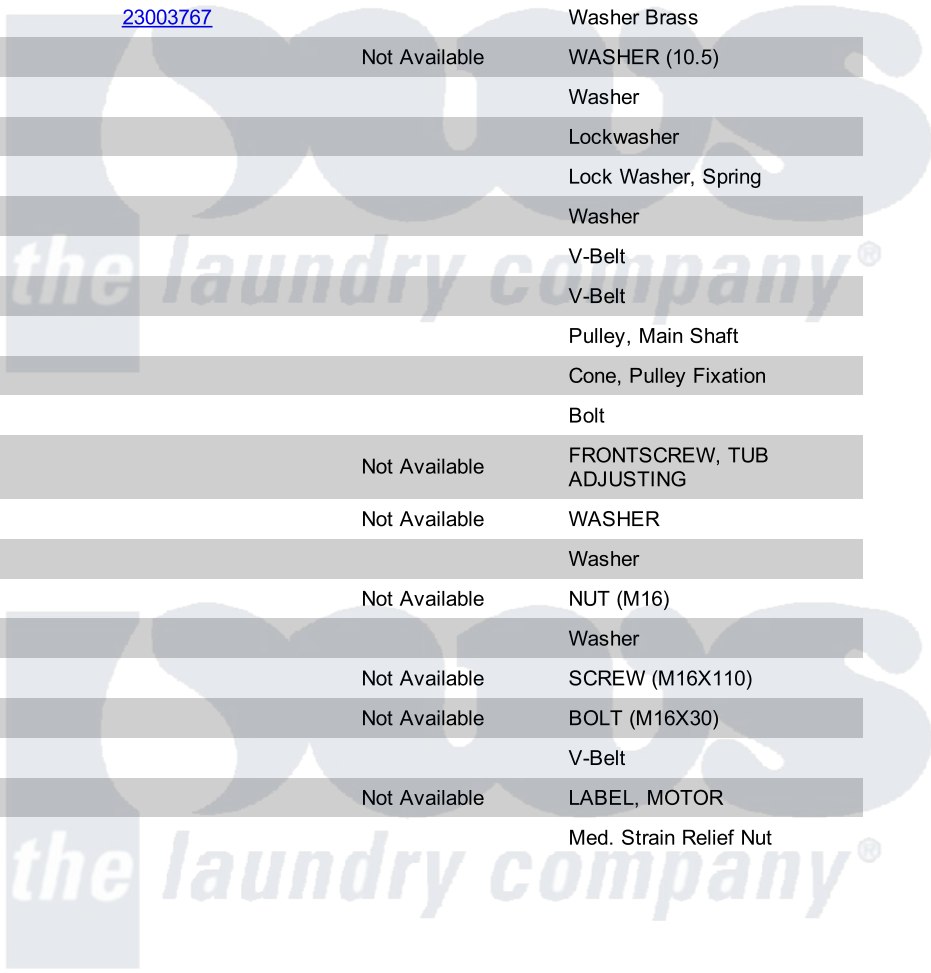 23003767 Washer Brass
Not Available WASHER (10.5)
Washer
Lockwasher
Lock Washer, Spring
Washer
V-Belt
the laundry company®
V-Belt
Pulley, Main Shaft
Cone, Pulley Fixation
Bolt
Not Available FRONTSCREW, TUB
ADJUSTING
Not Available WASHER
Washer
Not Available NUT (M16)
Washer
Not Available SCREW (M16X110)
Not Available BOLT (M16X30)
V-Belt
Not Available LABEL, MOTOR
Med. Strain Relief Nut
the laundry company®